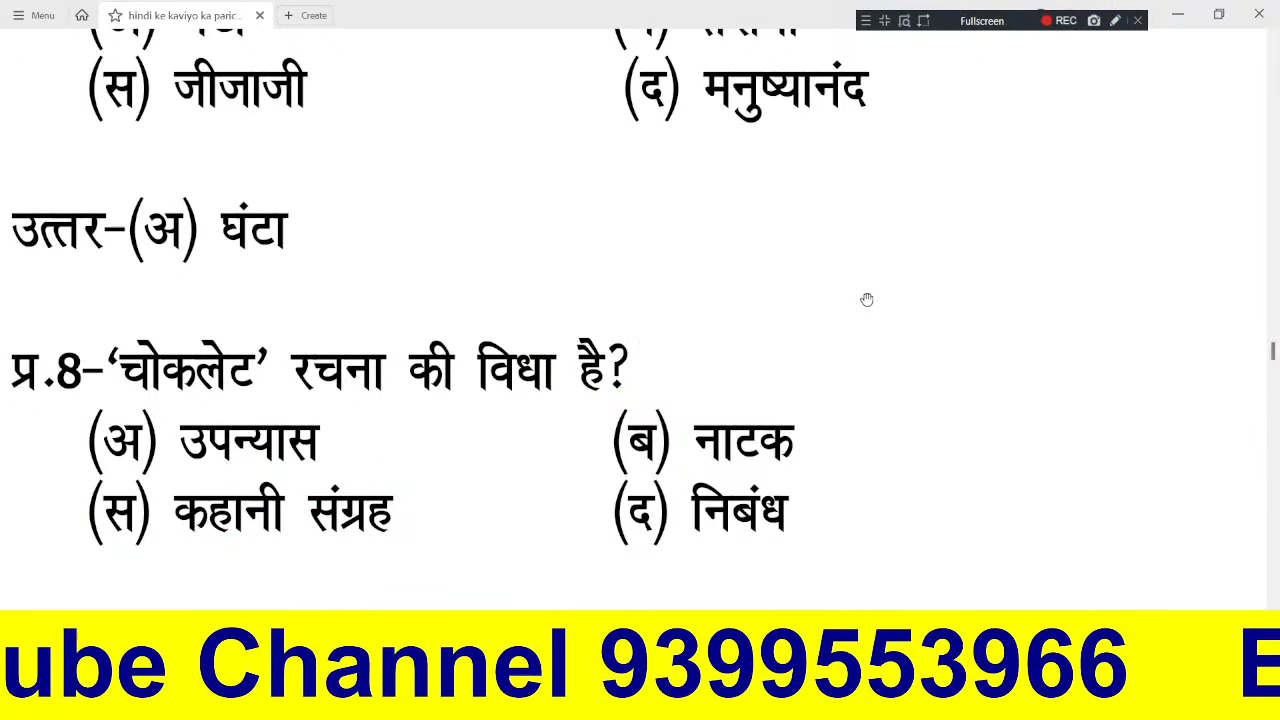 Menu
hindi ke kaviyo ka paric...
Create
Fullscreen
REC
(स) जीजाजी (द) मनुष्यानंद
उत्तर-(अ) घंटा
प्र.8-‘चोकलेट’ रचना की विधा है?
(अ) उपन्यास (ब) नाटक
(स) कहानी संग्रह (द) निबंध
ube Channel 9399553966 E